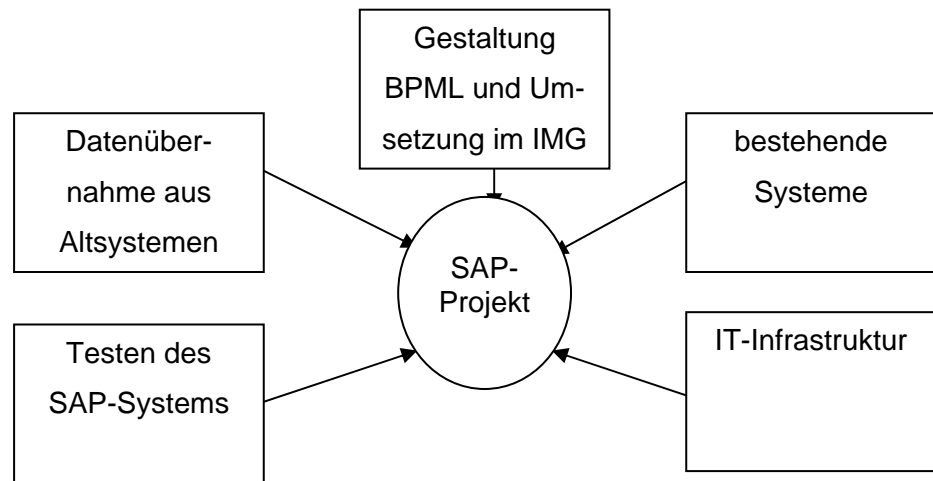 Gestaltung
BPML und Um-
setzung im IMG
Datenüber-
nahme aus
Altsystemen
bestehende
Systeme
SAP-
Projekt
Testen des
SAP-Systems
IT-Infrastruktur